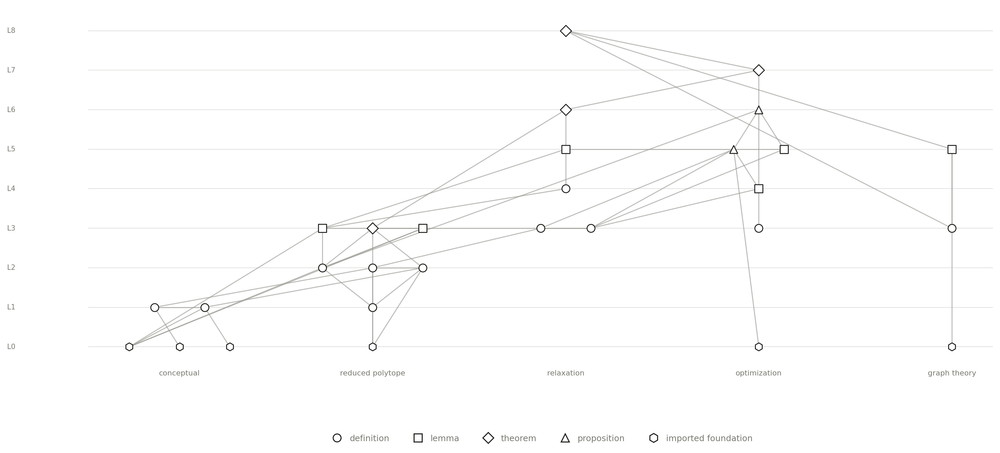 L8
L7
L6
L5
L4
L3
L2
L1
L0
conceptual reduced polytope relaxation optimization graph theory
definition lemma theorem proposition imported foundation